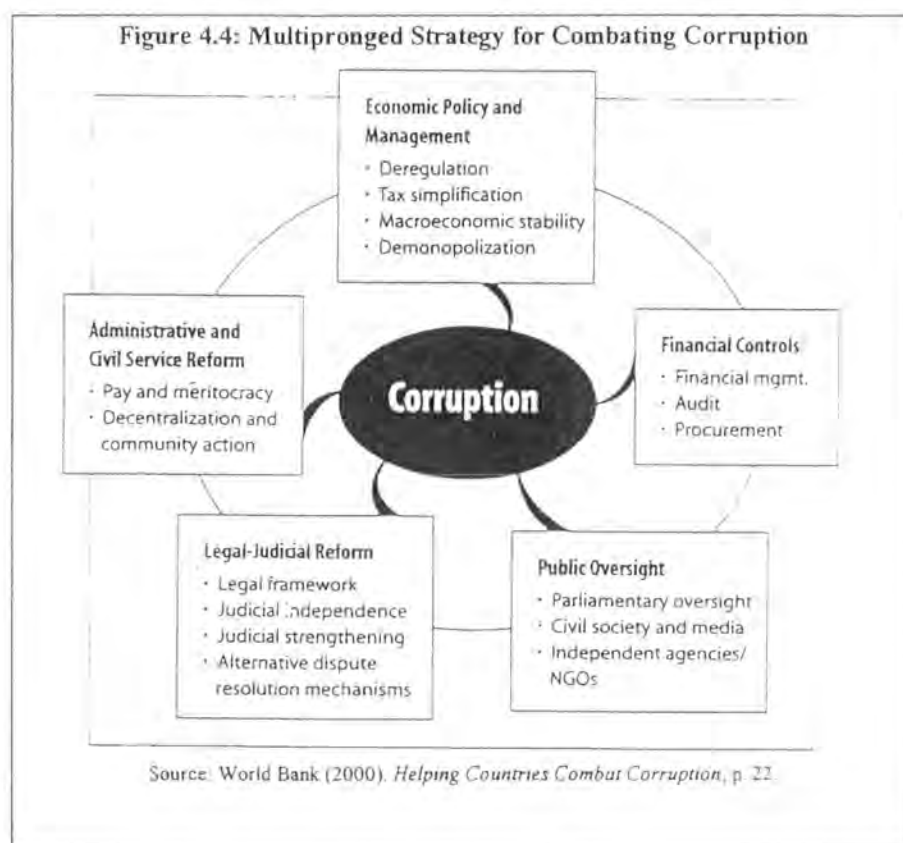 Figure 4.4: Multipronged Strategy for Combating Corruption
Economic Policy and
Management
· Deregulation
· Tax simplification
· Macroeconomic stability
· Demonopolization
Administrative and
Civil Service Reform
· Pay and meritocracy
· Decentralization and
community action
Corruption
Financial Controls
· Financial mgmt.
· Audit
· Procurement
Legal-Judicial Reform
· Legal framework
· Judicial independence
· Judicial strengthening
· Alternative dispute
resolution mechanisms
Public Oversight
· Parliamentary oversight
· Civil society and media
· Independent agencies/
NGOs
Source: World Bank (2000). Helping Countries Combat Corruption, p. 22